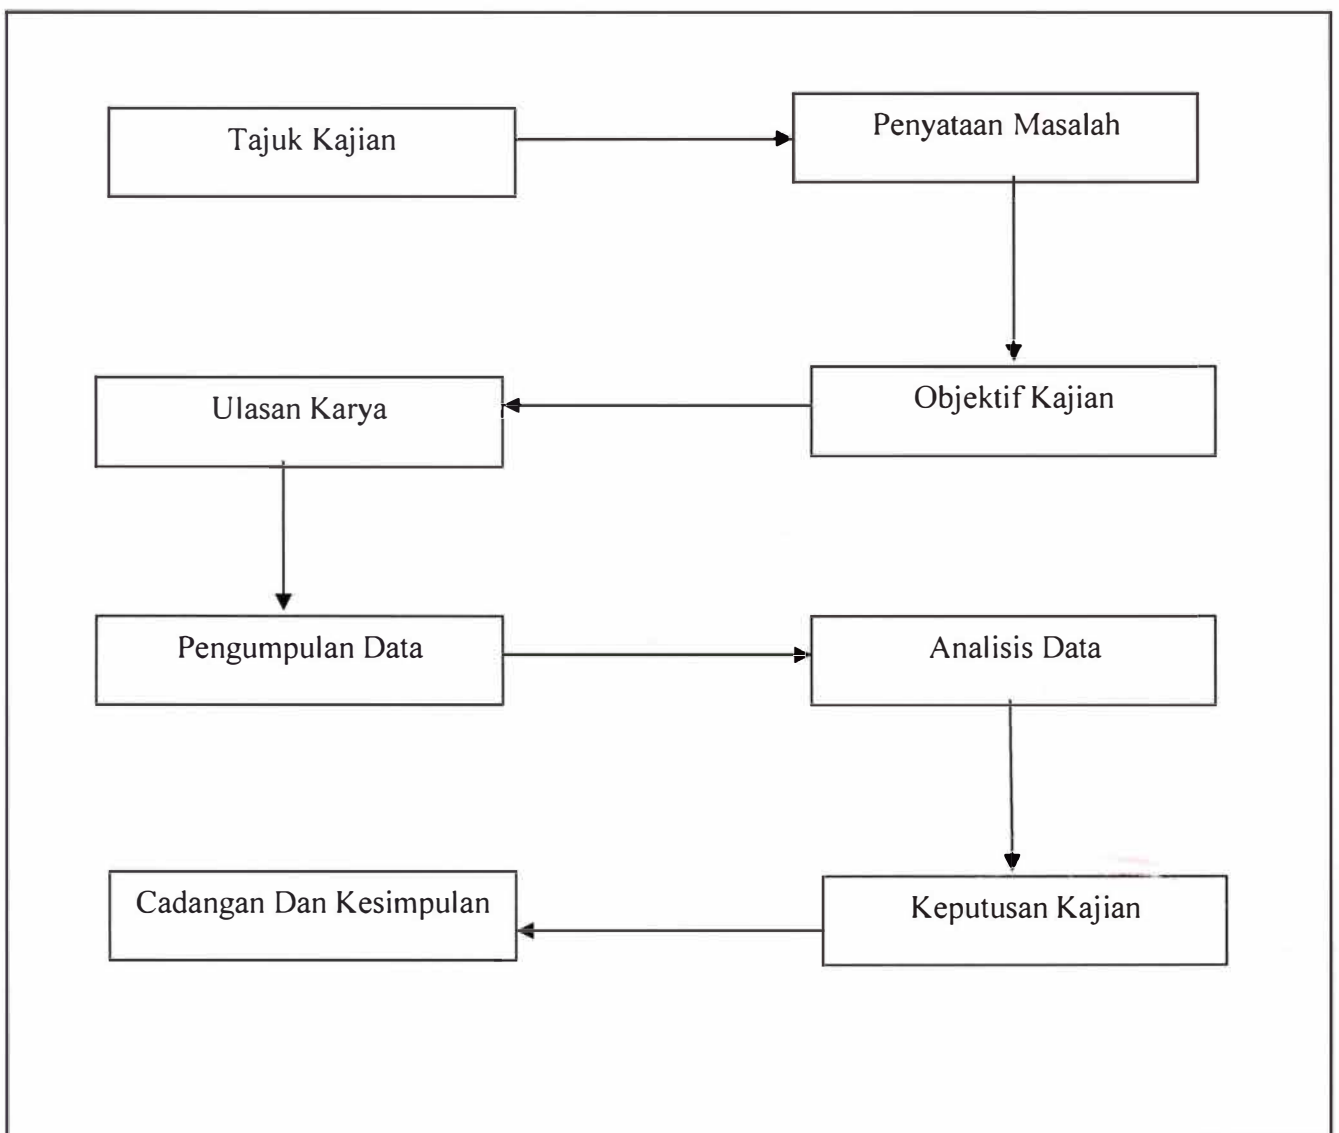 Tajuk Kajian
Penyataan Masalah
Objektif Kajian
Ulasan Karya
Pengumpulan Data
Analisis Data
Keputusan Kajian
Cadangan Dan Kesimpulan